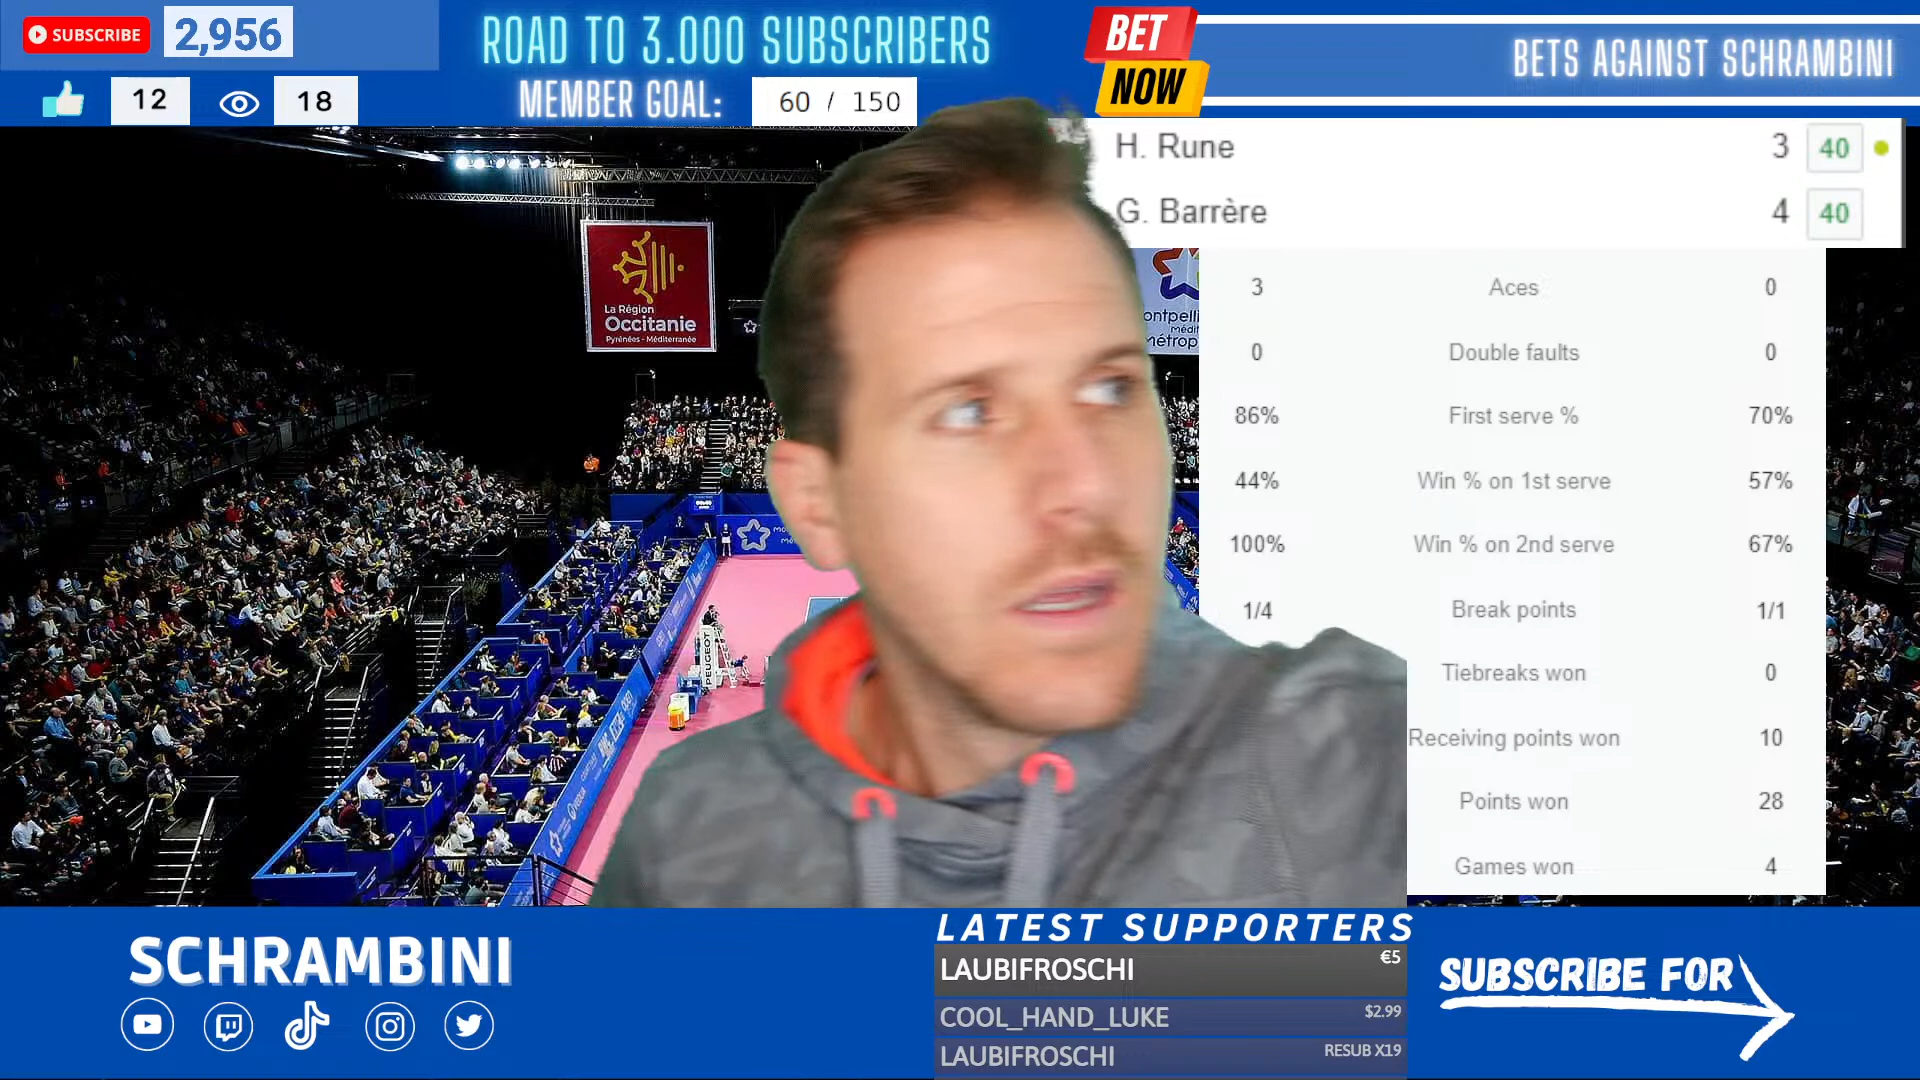 SUBSCRIBE
2,956
ROAD TO 3.000 SUBSCRIBERS
BET
NOW
BETS AGAINST SCHRAMBINI
12
18
MEMBER GOAL:
60 / 150
H. Rune 3 40
G. Barrère 4 40
La Région
Occitanie
Pyrénées - Méditerranée
3 Aces 0
0 Double faults 0
86% First serve % 70%
44% Win % on 1st serve 57%
100% Win % on 2nd serve 67%
1/4 Break points 1/1
Tiebreaks won 0
Receiving points won 10
Points won 28
Games won 4
PEUGEOT
SCHRAMBINI
LATEST SUPPORTERS
LAUBIFROSCHI €5
COOL_HAND_LUKE $2.99
LAUBIFROSCHI RESUB X19
SUBSCRIBE FOR